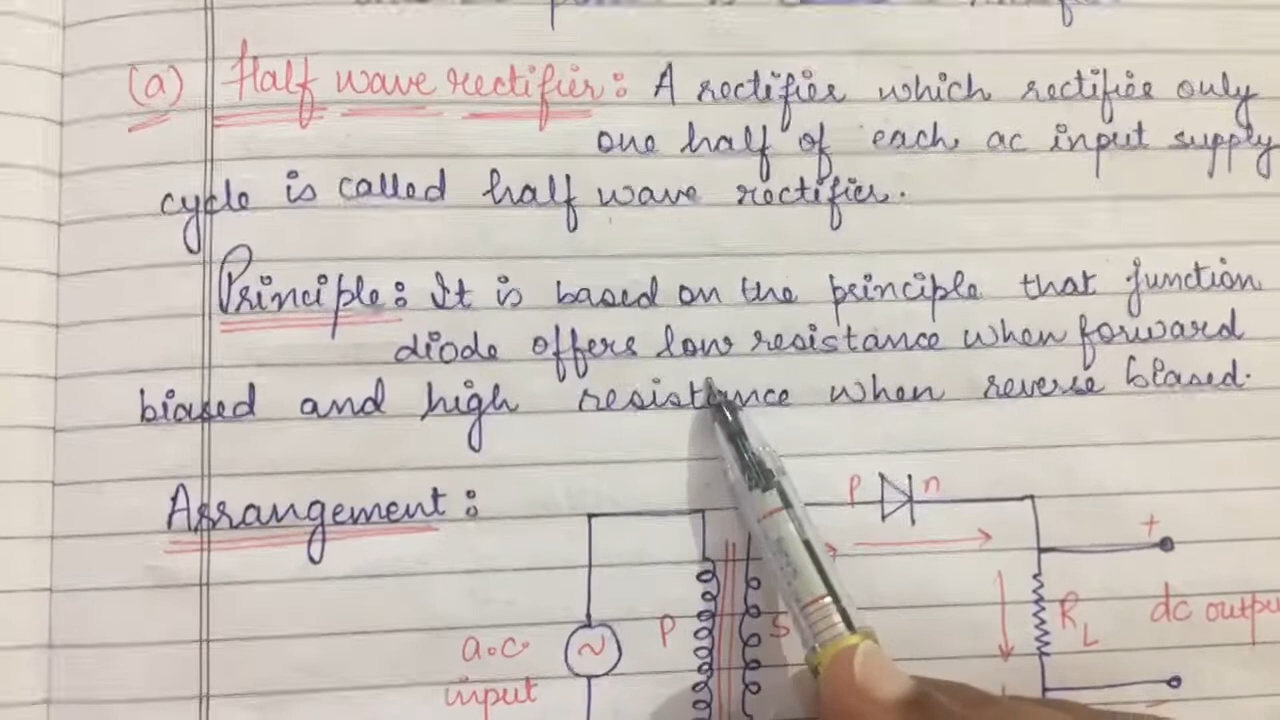 (a) Half wave rectifier: A rectifier which rectifies only
one half of each ac input supply
cycle is called half wave rectifier.
Principle: It is based on the principle that junction
diode offers low resistance when forward
biased and high resistance when reverse biased.
Arrangement:
P n
+
P S RL dc outpu
a.c.
input